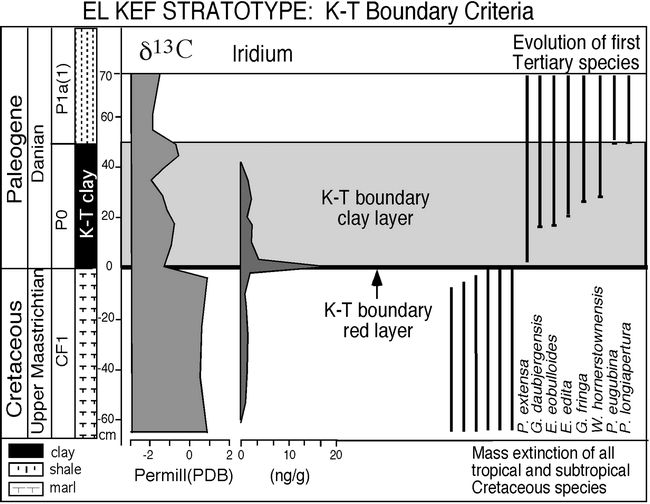 EL KEF STRATOTYPE: K-T Boundary Criteria
δ13C
Iridium
Evolution of first
Tertiary species
Paleogene
Danian
P1a(1)
P0
K-T clay
Cretaceous
Upper Maastrichtian
CF1
70
60
40
20
0
-20
-40
-60
cm
K-T boundary
clay layer
K-T boundary
red layer
P. extensa
G. daubjergensis
E. eobulloides
E. edita
G. fringa
W. hornerstownensis
P. eugubina
P. longiapertura
clay
shale
marl
-2 0 2
Permill(PDB)
0 10 20
(ng/g)
Mass extinction of all
tropical and subtropical
Cretaceous species